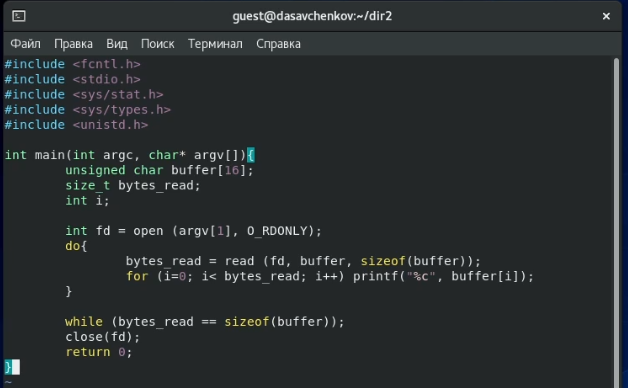 guest@dasavchenkov:~/dir2
Файл Правка Вид Поиск Терминал Справка
#include <fcntl.h>
#include <stdio.h>
#include <sys/stat.h>
#include <sys/types.h>
#include <unistd.h>

int main(int argc, char* argv[]){
        unsigned char buffer[16];
        size_t bytes_read;
        int i;

        int fd = open (argv[1], O_RDONLY);
        do{
                bytes_read = read (fd, buffer, sizeof(buffer));
                for (i=0; i< bytes_read; i++) printf("%c", buffer[i]);
        }

        while (bytes_read == sizeof(buffer));
        close(fd);
        return 0;
}
~